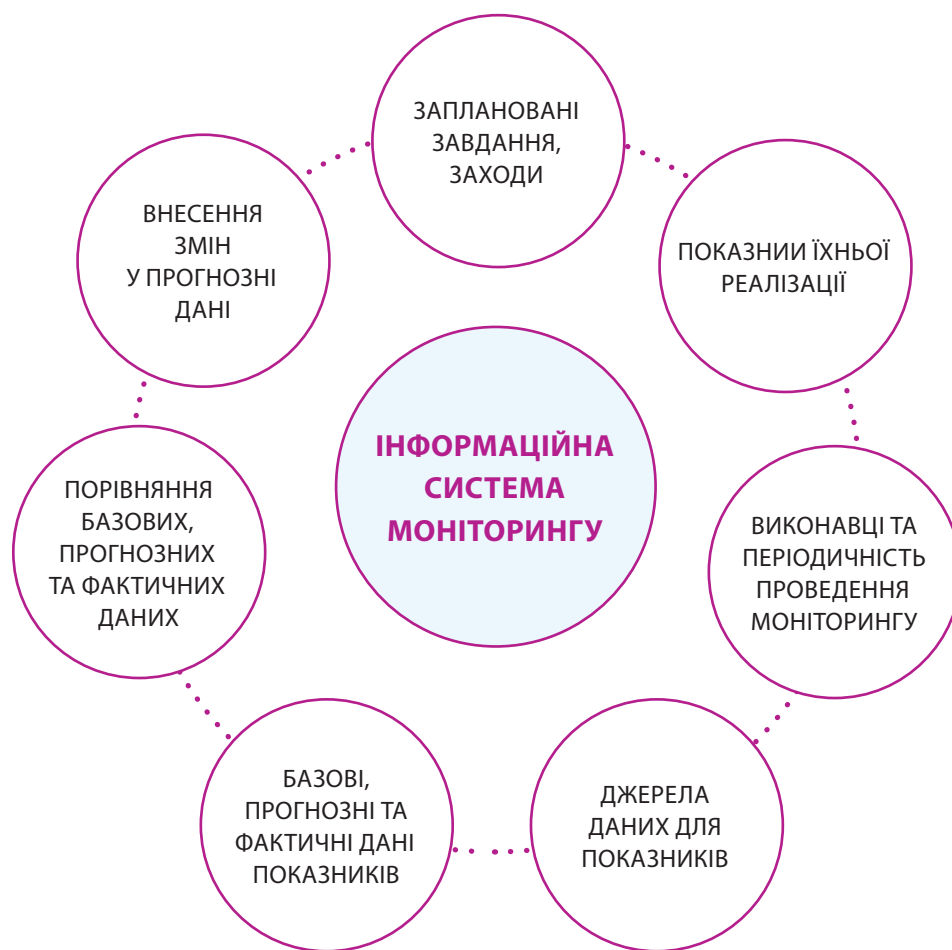 ЗАПЛАНОВАНІ
ЗАВДАННЯ,
ЗАХОДИ
ПОКАЗНИИ ЇХНЬОЇ
РЕАЛІЗАЦІЇ
ВИКОНАВЦІ ТА
ПЕРІОДИЧНІСТЬ
ПРОВЕДЕННЯ
МОНІТОРИНГУ
ДЖЕРЕЛА
ДАНИХ ДЛЯ
ПОКАЗНИКІВ
БАЗОВІ,
ПРОГНОЗНІ ТА
ФАКТИЧНІ ДАНІ
ПОКАЗНИКІВ
ПОРІВНЯННЯ
БАЗОВИХ,
ПРОГНОЗНИХ
ТА ФАКТИЧНИХ
ДАНИХ
ВНЕСЕННЯ
ЗМІН
У ПРОГНОЗНІ
ДАНІ
ІНФОРМАЦІЙНА
СИСТЕМА
МОНІТОРИНГУ